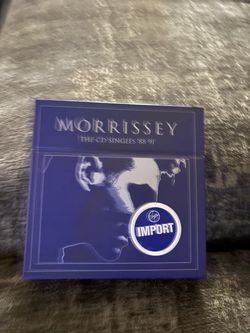 MORRISSEY
THE CD SINGLES '88-91'
Virgin
IMPORT